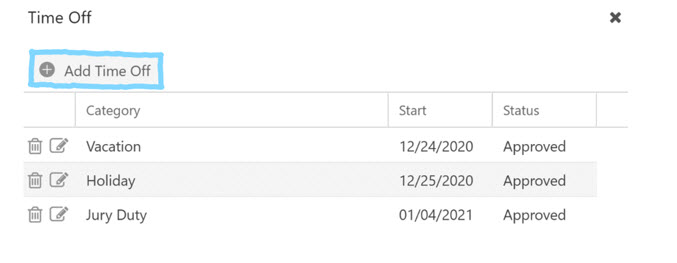 Time Off
Add Time Off
Category Start Status
Vacation 12/24/2020 Approved
Holiday 12/25/2020 Approved
Jury Duty 01/04/2021 Approved